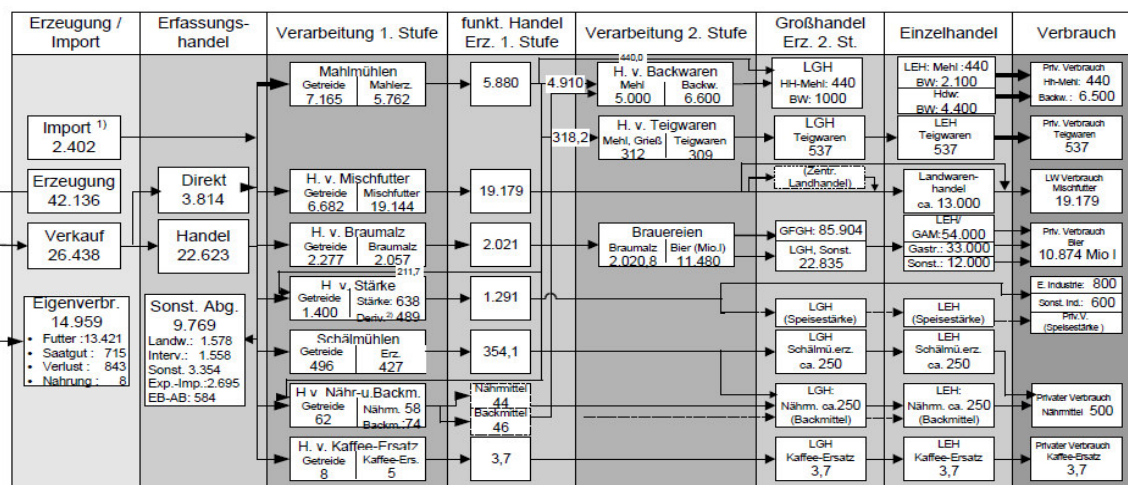 Erzeugung /
Import
Erfassungs-
handel
Verarbeitung 1. Stufe
funkt. Handel
Erz. 1. Stufe
Verarbeitung 2. Stufe
Großhandel
Erz. 2. St.
Einzelhandel
Verbrauch
Import 1)
2.402
Erzeugung
42.136
Verkauf
26.438
Eigenverbr.
14.959
• Futter :13.421
• Saatgut : 715
• Verlust : 843
• Nahrung : 8
Direkt
3.814
Handel
22.623
Sonst. Abg.
9.769
Landw.: 1.578
Interv.: 1.558
Sonst. 3.354
Exp.-Imp.:2.695
EB-AB: 584
Mahlmühlen
Getreide Mahlerz.
7.165 5.762
H. v. Mischfutter
Getreide Mischfutter
6.682 19.144
H. v. Braumalz
Getreide Braumalz
2.277 2.057
211,7
H v. Stärke
Getreide Stärke: 638
1.400 Deriv.2) 489
Schälmühlen
Getreide Erz.
496 427
H v. Nähr-u.Backm.
Getreide Nährm. 58
62 Backm.:74
H. v. Kaffee-Ersatz
Getreide Kaffee-Ers.
8 5
5.880
19.179
2.021
1.291
354,1
Nährmittel
44
Backmittel
46
3,7
440,0
4.910
318,2
H. v. Backwaren
Mehl Backw.
5.000 6.600
H. v. Teigwaren
Mehl, Grieß Teigwaren
312 309
Brauereien
Braumalz Bier (Mio.l)
2.020,8 11.480
LGH
HH-Mehl: 440
BW: 1000
LGH
Teigwaren
537
(Zentr.
Landhandel)
GFGH: 85.904
LGH, Sonst.
22.835
LGH
(Speisestärke)
LGH
Schälmü.erz.
ca. 250
LGH:
Nährm. ca.250
(Backmittel)
LGH
Kaffee-Ersatz
3,7
LEH: Mehl :440
BW: 2.100
Hdw:
BW: 4.400
LEH
Teigwaren
537
Landwaren-
handel
ca. 13.000
LEH/
GAM:54.000
Gastr.: 33.000
Sonst.: 12.000
LEH
(Speisestärke)
LEH
Schälmü.erz.
ca. 250
LEH:
Nährm. ca. 250
(Backmittel)
LEH
Kaffee-Ersatz
3,7
Priv. Verbrauch
HH-Mehl: 440
Backw. : 6.500
Priv. Verbrauch
Teigwaren
537
LW Verbrauch
Mischfutter
19.179
Priv. Verbrauch
Bier
10.874 Mio l
E. Industrie: 800
Sonst. Ind.: 600
Priv.V.
(Speisestärke )
Privater Verbrauch
Nährmittel 500
Privater Verbrauch
Kaffee-Ersatz
3,7